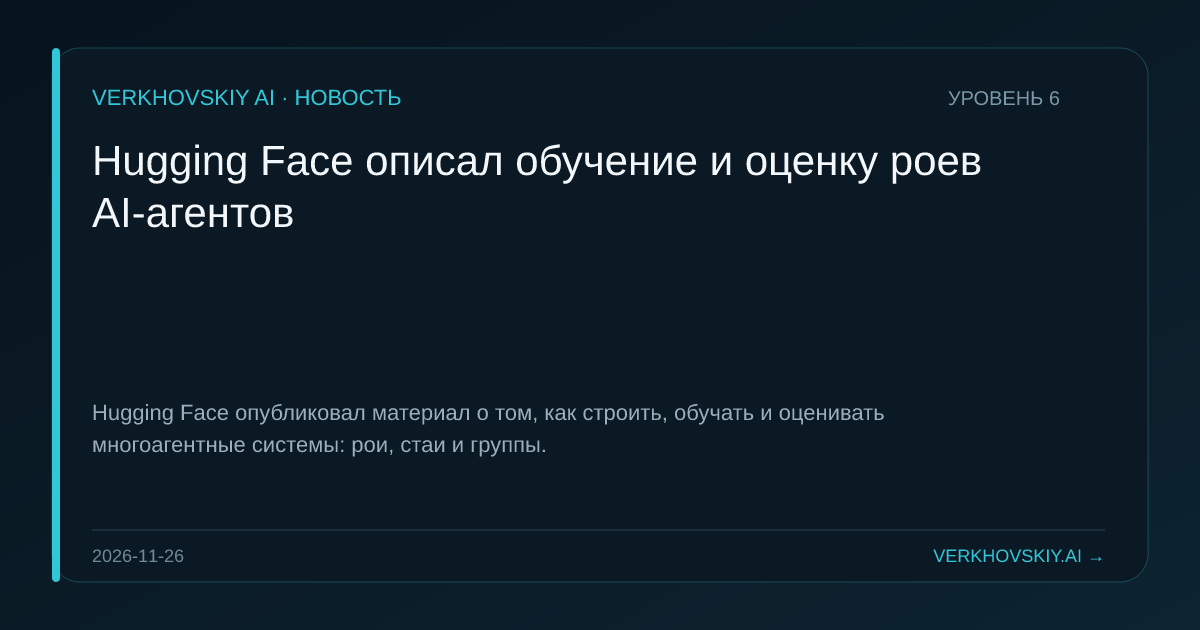 VERKHOVSKIY AI · НОВОСТЬ
УРОВЕНЬ 6
Hugging Face описал обучение и оценку роев
AI-агентов
Hugging Face опубликовал материал о том, как строить, обучать и оценивать
многоагентные системы: рои, стаи и группы.
2026-11-26
VERKHOVSKIY.AI →